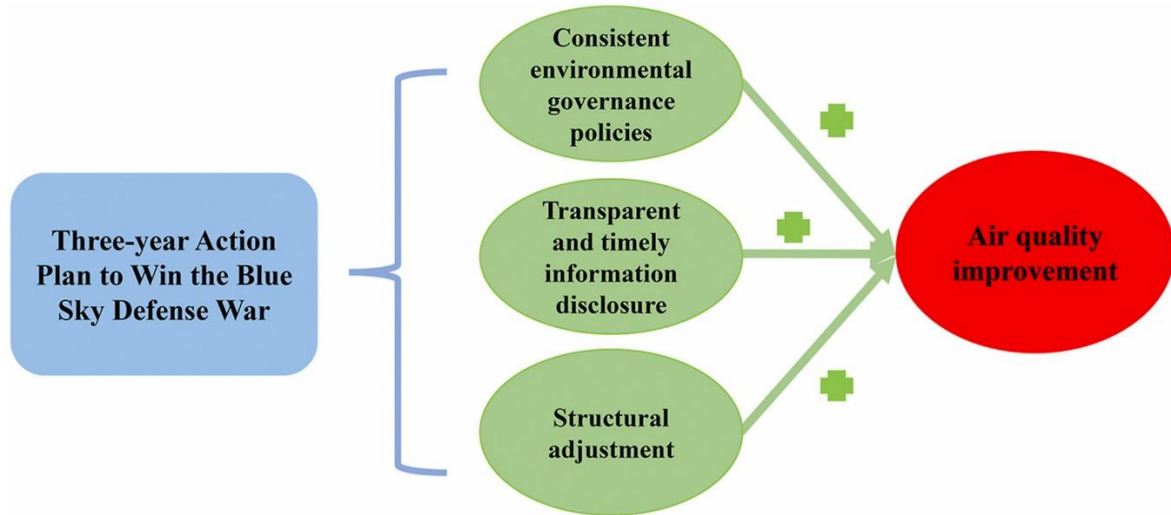 Three-year Action
Plan to Win the Blue
Sky Defense War
Consistent
environmental
governance
policies
Transparent
and timely
information
disclosure
Structural
adjustment
Air quality
improvement